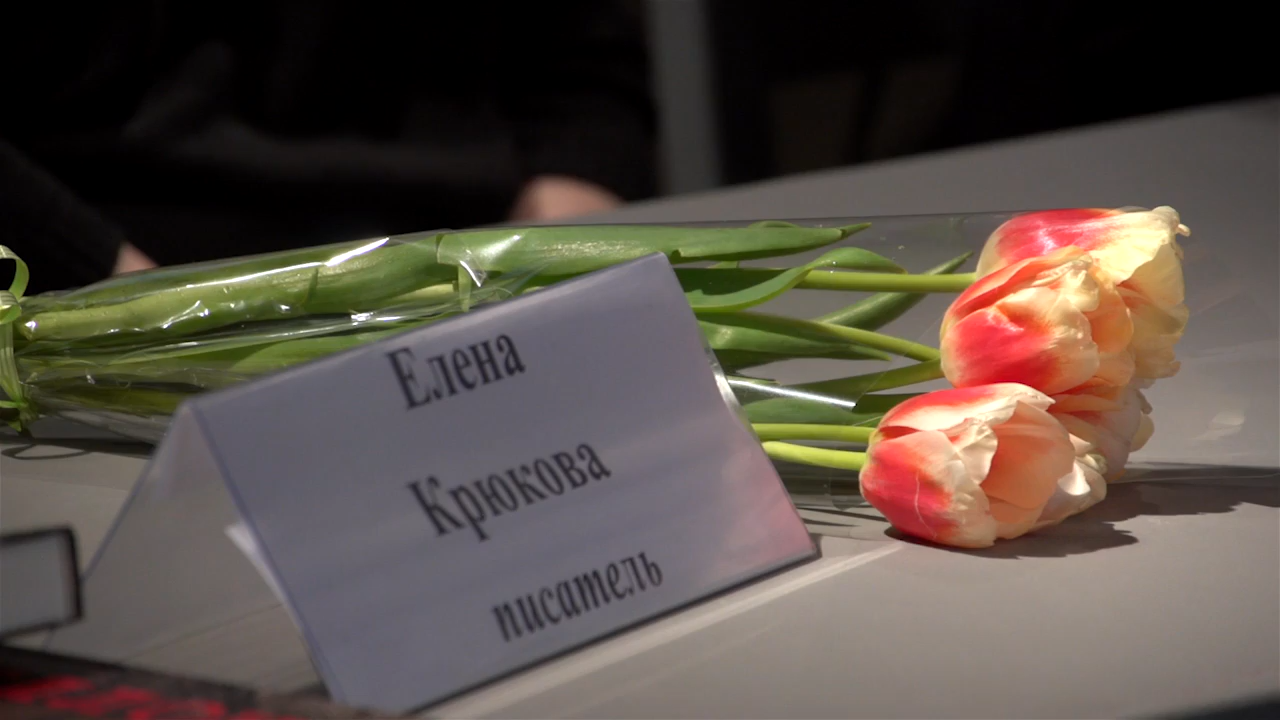 Елена
Крюкова
писатель